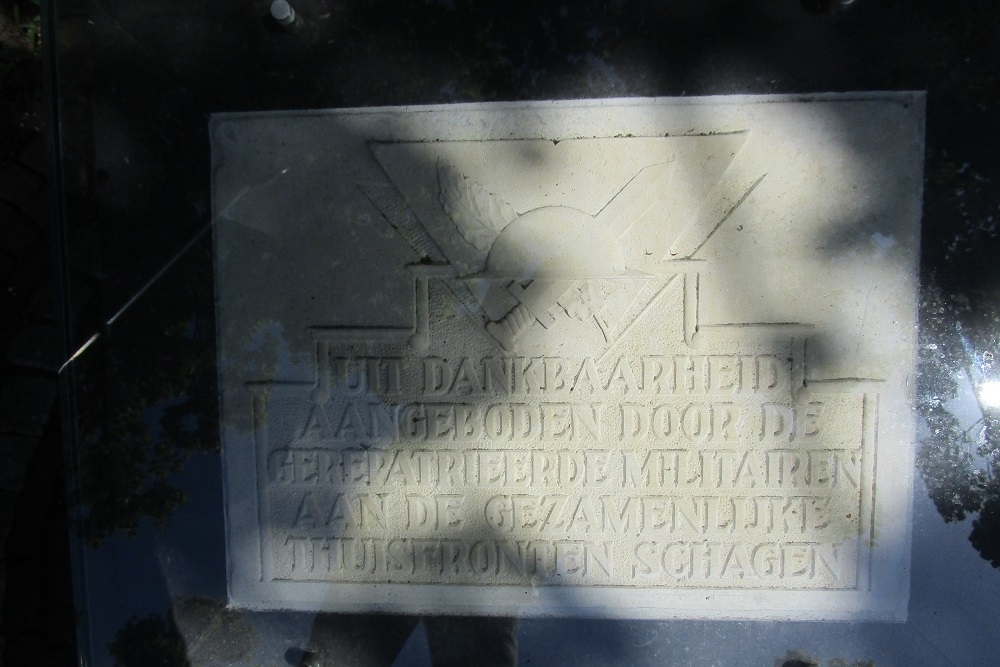 UIT DANKBAARHEID
AANGEBODEN DOOR DE
GEREPATRIEERDE MILITAIREN
AAN DE GEZAMENLIJKE
THUISFRONTEN SCHAGEN